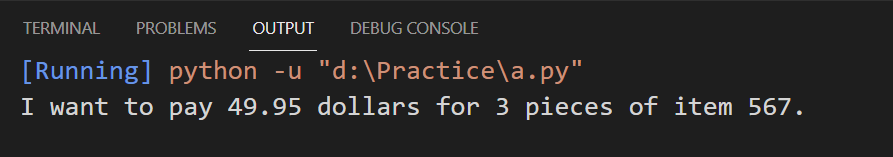 TERMINAL PROBLEMS OUTPUT DEBUG CONSOLE
[Running] python -u "d:\Practice\a.py"
I want to pay 49.95 dollars for 3 pieces of item 567.